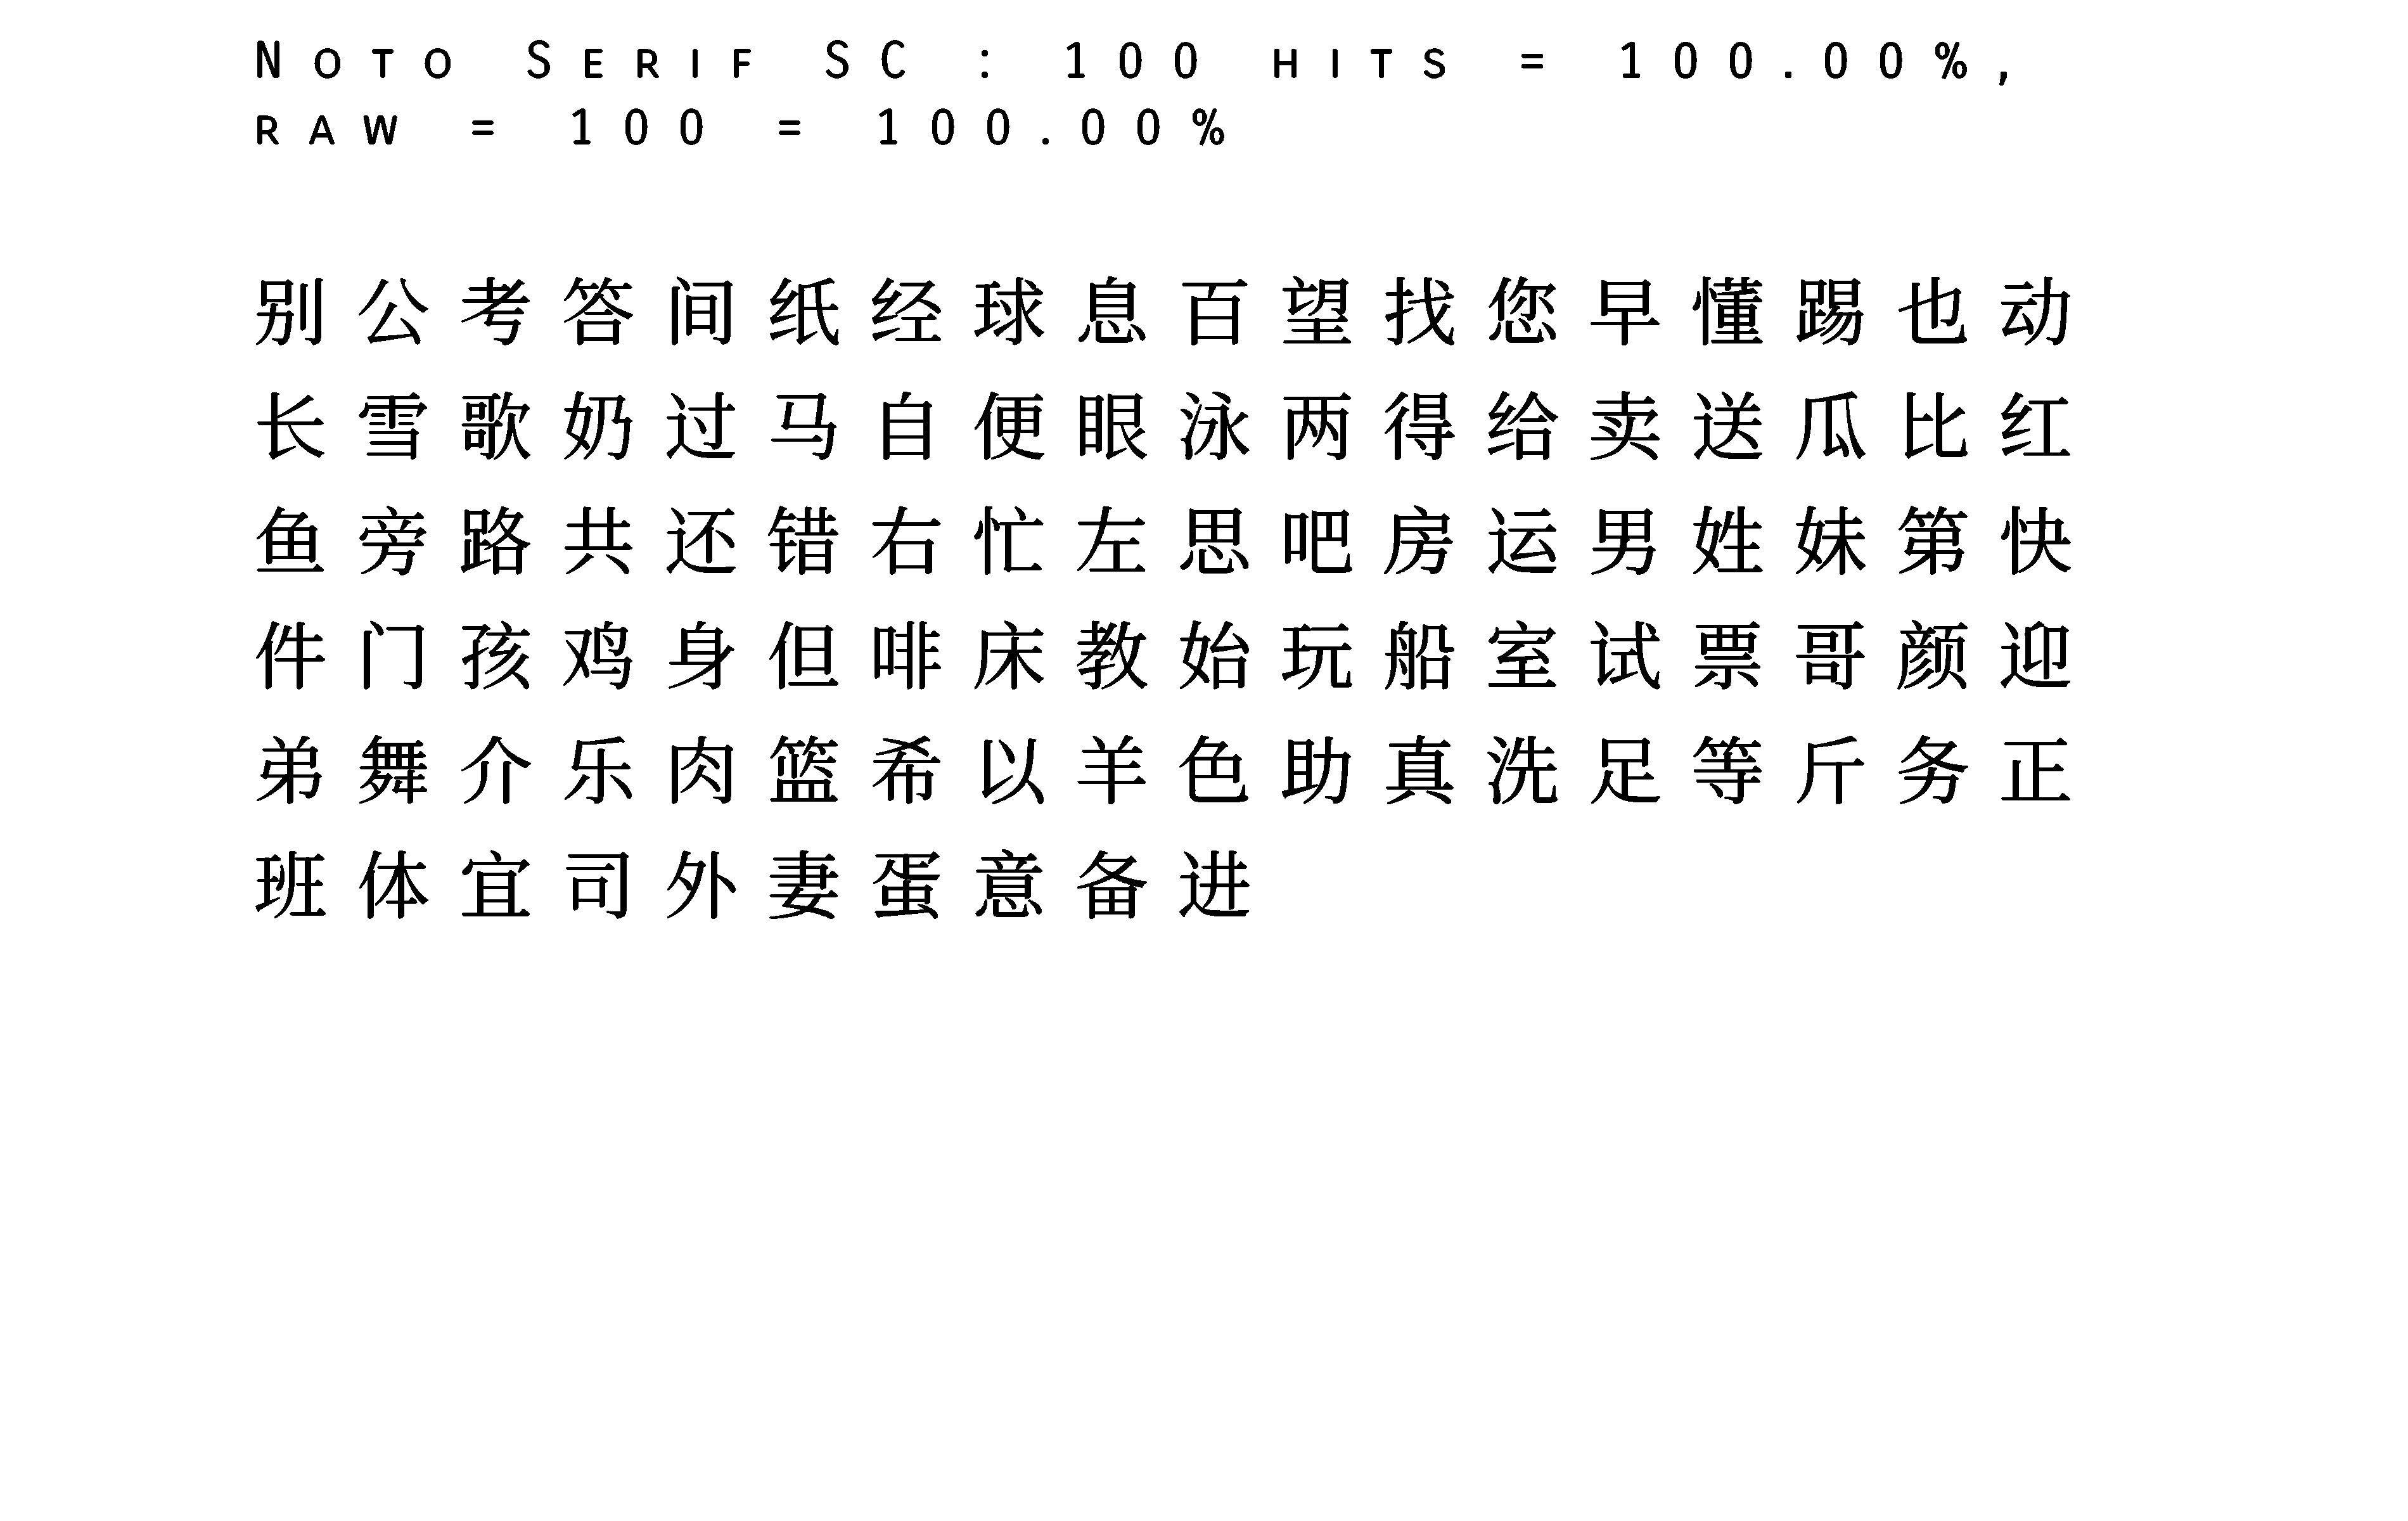 Noto Serif SC : 100 hits = 100.00%,
raw = 100 = 100.00%
别公考答间纸经球息百望找您早懂踢也动
长雪歌奶过马自便眼泳两得给卖送瓜比红
鱼旁路共还错右忙左思吧房运男姓妹第快
件门孩鸡身但啡床教始玩船室试票哥颜迎
弟舞介乐肉篮希以羊色助真洗足等斤务正
班体宜司外妻蛋意备进